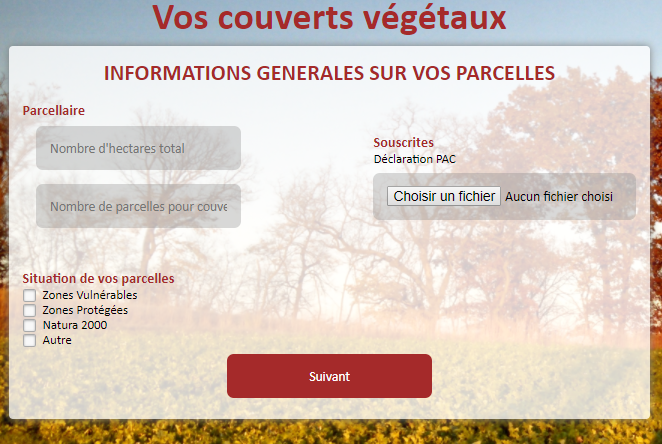 Vos couverts végétaux
INFORMATIONS GENERALES SUR VOS PARCELLES
Parcellaire
Nombre d'hectares total
Nombre de parcelles pour couve
Souscrites
Déclaration PAC
Choisir un fichier Aucun fichier choisi
Situation de vos parcelles
Zones Vulnérables
Zones Protégées
Natura 2000
Autre
Suivant